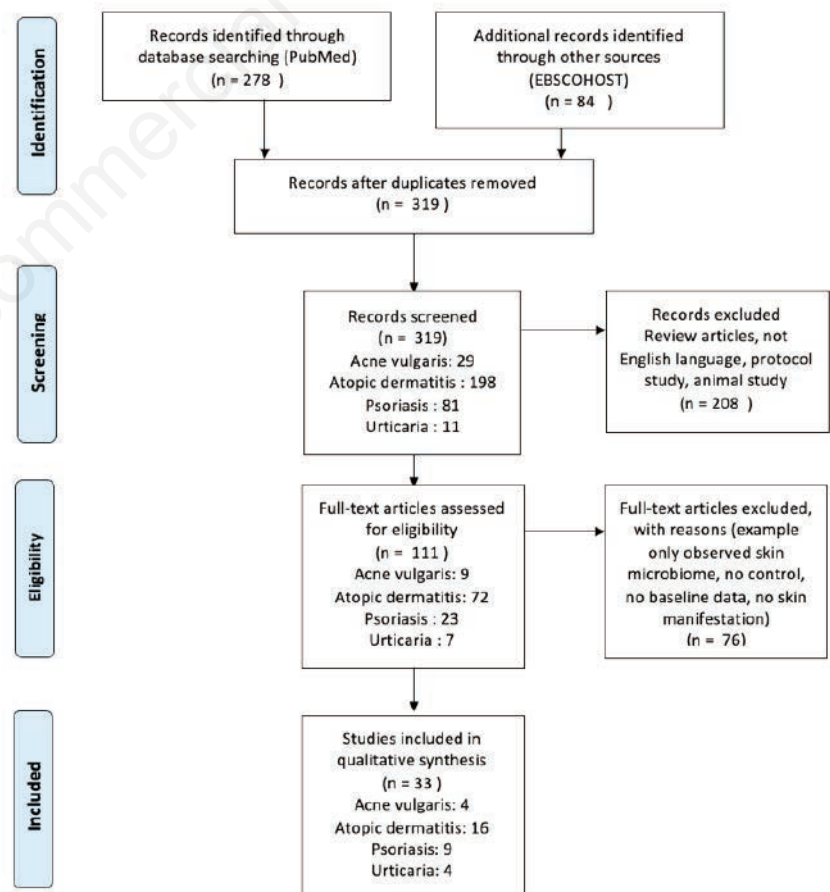 Identification
Records identified through
database searching (PubMed)
(n = 278 )
Additional records identified
through other sources
(EBSCOHOST)
(n = 84 )
Records after duplicates removed
(n = 319 )
Screening
Records screened
(n = 319)
Acne vulgaris: 29
Atopic dermatitis : 198
Psoriasis : 81
Urticaria : 11
Records excluded
Review articles, not
English language, protocol
study, animal study
(n = 208 )
Eligibility
Full-text articles assessed
for eligibility
(n = 111 )
Acne vulgaris: 9
Atopic dermatitis: 72
Psoriasis : 23
Urticaria : 7
Full-text articles excluded,
with reasons (example
only observed skin
microbiome, no control,
no baseline data, no skin
manifestation)
(n = 76)
Included
Studies included in
qualitative synthesis
(n = 33 )
Acne vulgaris: 4
Atopic dermatitis: 16
Psoriasis: 9
Urticaria: 4